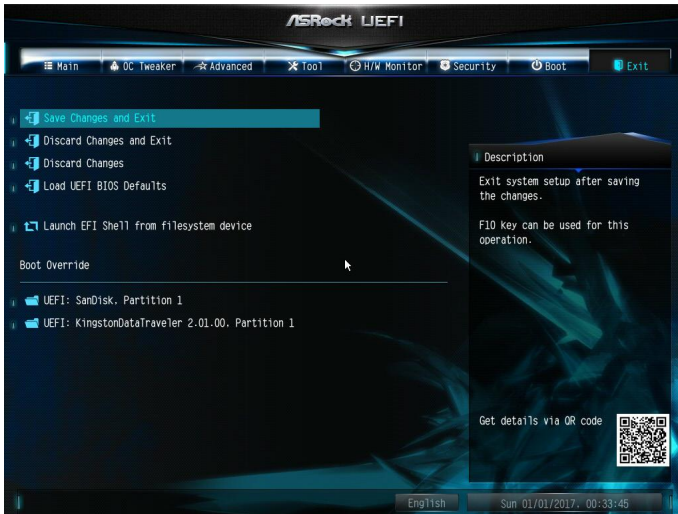 ASRock UEFI
Main OC Tweaker Advanced Tool H/W Monitor Security Boot Exit
Save Changes and Exit
Discard Changes and Exit
Discard Changes
Load UEFI BIOS Defaults
Launch EFI Shell from filesystem device
Boot Override
UEFI: SanDisk, Partition 1
UEFI: KingstonDataTraveler 2.01.00, Partition 1
Description
Exit system setup after saving
the changes.
F10 key can be used for this
operation.
Get details via QR code
English Sun 01/01/2017, 00:33:45